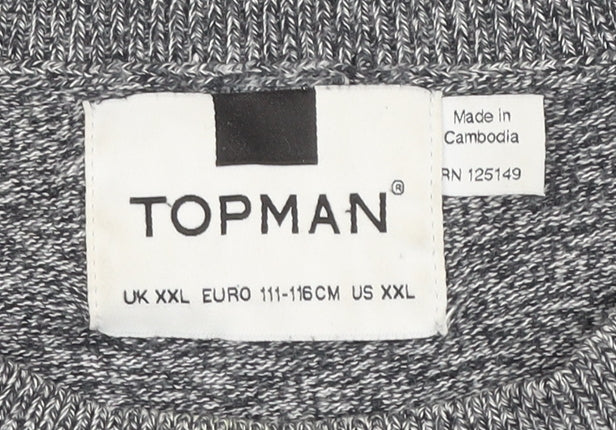 TOPMAN®
UK XXL EURO 111-116CM US XXL
Made in
Cambodia
RN 125149